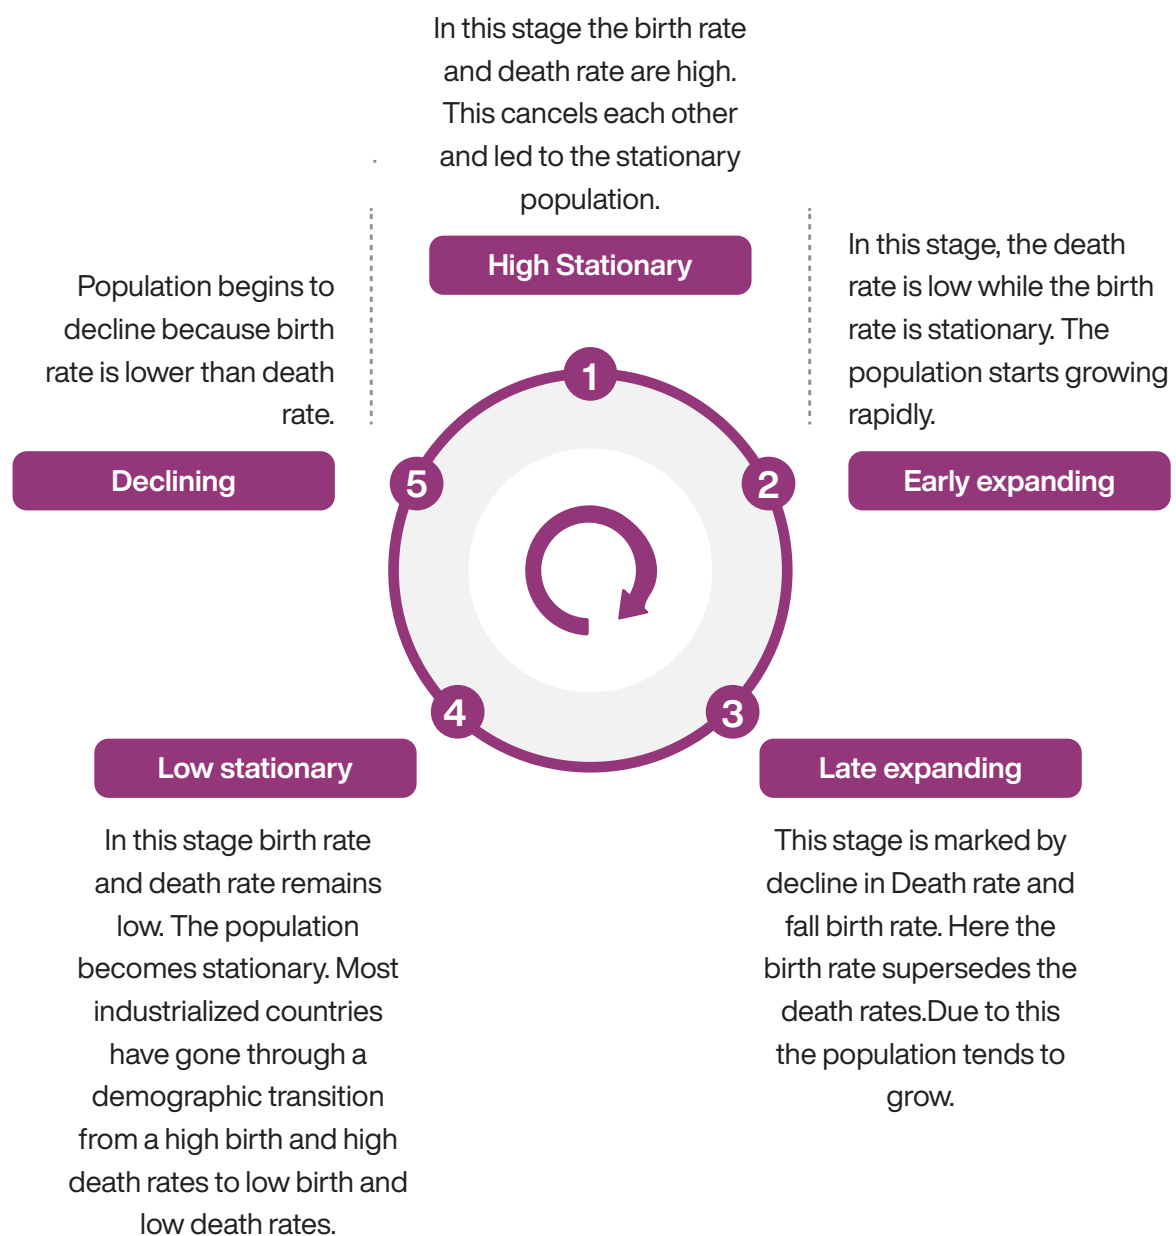 In this stage the birth rate
and death rate are high.
This cancels each other
and led to the stationary
population.
High Stationary
1
In this stage, the death
rate is low while the birth
rate is stationary. The
population starts growing
rapidly.
Early expanding
2
Late expanding
3
This stage is marked by
decline in Death rate and
fall birth rate. Here the
birth rate supersedes the
death rates.Due to this
the population tends to
grow.
Low stationary
4
In this stage birth rate
and death rate remains
low. The population
becomes stationary. Most
industrialized countries
have gone through a
demographic transition
from a high birth and high
death rates to low birth and
low death rates.
Population begins to
decline because birth
rate is lower than death
rate.
Declining
5